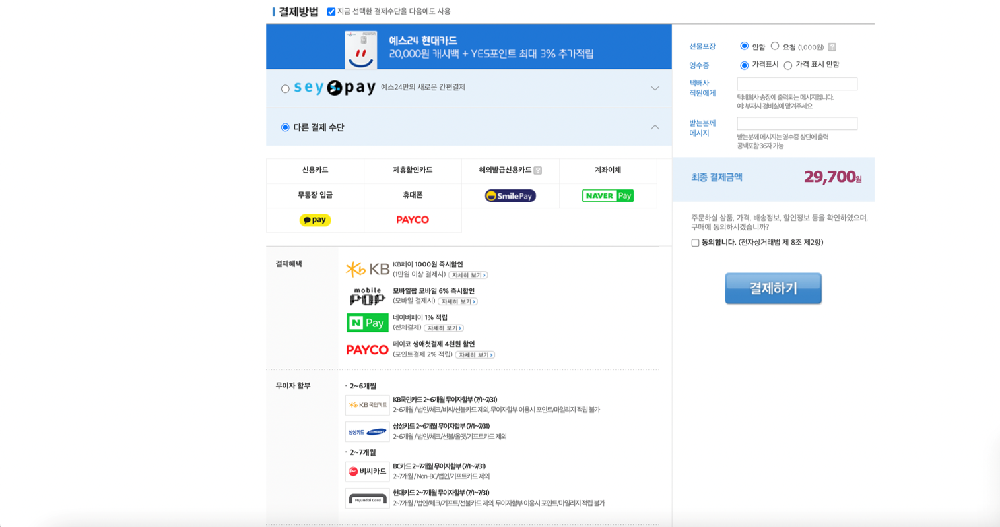 결제방법 지금 선택한 결제수단을 다음에도 사용
예스24 현대카드
20,000원 캐시백 + YES포인트 최대 3% 추가적립
seyspay 예스24만의 새로운 간편결제
다른 결제 수단
신용카드 제휴할인카드 해외발급신용카드 ? 계좌이체
무통장 입금 휴대폰 Smile Pay NAVER Pay
pay PAYCO
결제혜택
KB KB페이 1000원 즉시할인
(1만원 이상 결제시) 자세히 보기
mobile POP 모바일팝 모바일 6% 즉시할인
(모바일 결제시) 자세히 보기
N Pay 네이버페이 1% 적립
(전체결제) 자세히 보기
PAYCO 페이코 생애첫결제 4천원 할인
(포인트결제 2% 적립) 자세히 보기
무이자 할부
· 2~6개월
KB국민카드 KB국민카드 2~6개월 무이자할부 (7/1~7/31)
2~6개월 / 법인/체크/비씨/선불카드 제외, 무이자할부 이용시 포인트/마일리지 적립 불가
삼성카드 SAMSUNG 삼성카드 2~6개월 무이자할부 (7/1~7/31)
2~6개월 / 법인/체크/선불/올앳/기프트카드 제외
· 2~7개월
비씨카드 BC카드 2~7개월 무이자할부 (7/1~7/31)
2~7개월 / Non-BC/법인/기프트카드 제외
Hyundai Card 현대카드 2~7개월 무이자할부 (7/1~7/31)
2~7개월 / 법인/체크/기프트/선불카드 제외, 무이자할부 이용시 포인트/마일리지 적립 불가
선물포장 안함 요청 (1,000원) ?
영수증 가격표시 가격 표시 안함
택배사
직원에게
택배회사 송장에 출력되는 메시지입니다.
예: 부재시 경비실에 맡겨주세요
받는분께
메시지
받는분께 메시지는 영수증 상단에 출력
공백포함 36자 가능
최종 결제금액 29,700원
주문하실 상품, 가격, 배송정보, 할인정보 등을 확인하였으며,
구매에 동의하시겠습니까?
동의합니다. (전자상거래법 제 8조 제2항)
결제하기